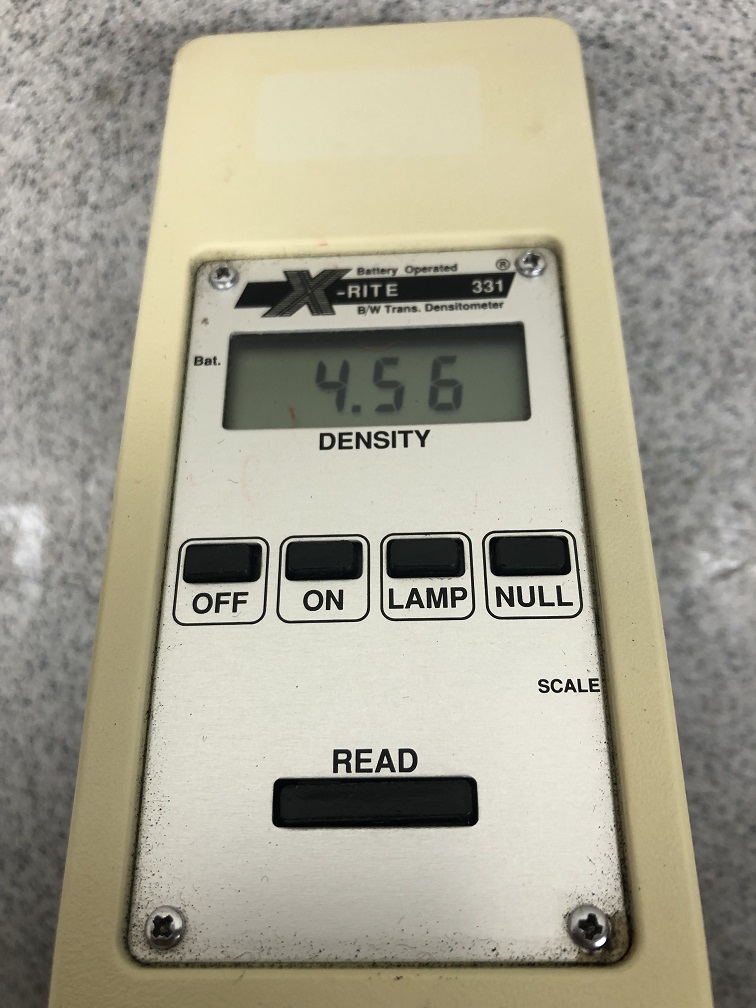 Battery Operated ®
X-RITE 331
B/W Trans. Densitometer
Bat.
4.56
DENSITY
OFF ON LAMP NULL
SCALE
READ